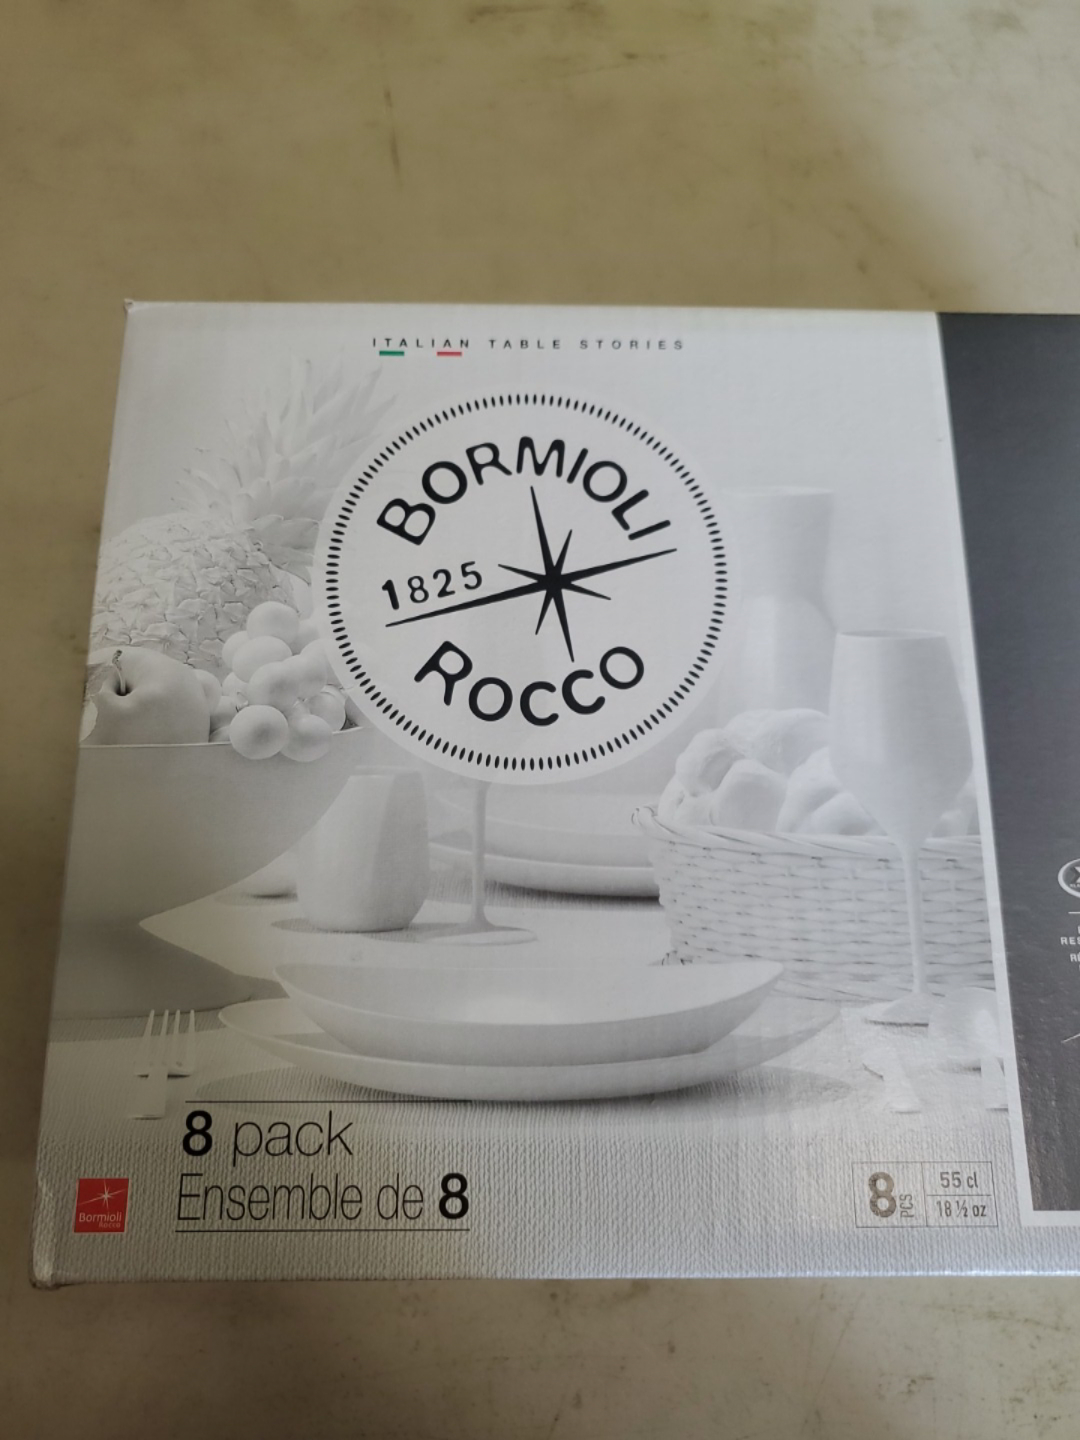 ITALIAN TABLE STORIES
BORMIOLI
1825
ROCCO
8 pack
Ensemble de 8
Bormioli
Rocco
8 PCS
55 cl
18 ½ oz